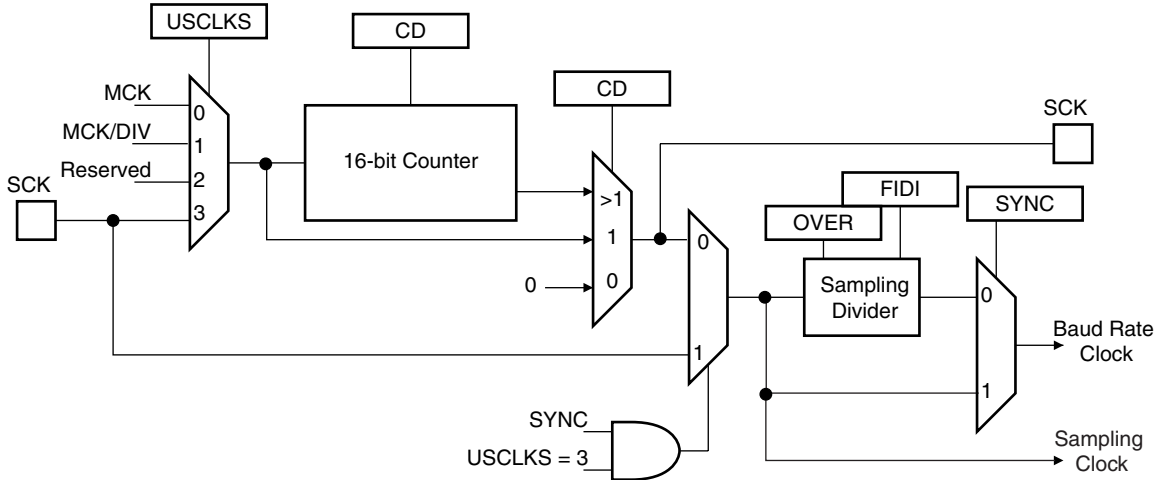 USCLKS
CD
CD
MCK
0
MCK/DIV
1
Reserved
2
SCK
3
16-bit Counter
>1
1
0
0
SCK
FIDI
OVER
SYNC
0
1
Sampling
Divider
0
1
Baud Rate
Clock
SYNC
USCLKS = 3
Sampling
Clock